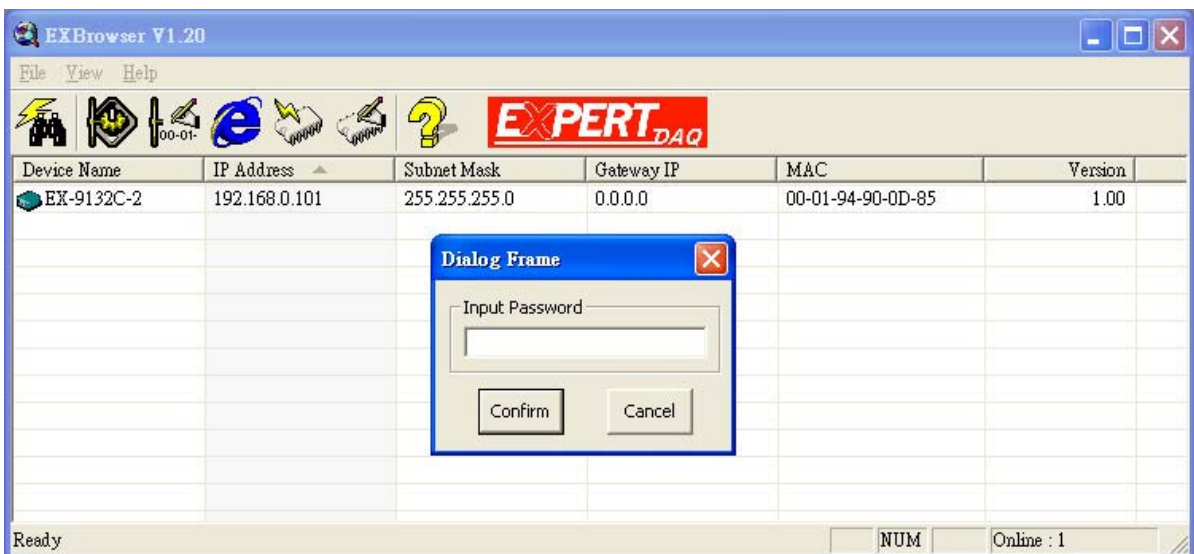 EXBrowser V1.20
File View Help
00-01-
EXPERT DAQ
Device Name IP Address Subnet Mask Gateway IP MAC Version
EX-9132C-2 192.168.0.101 255.255.255.0 0.0.0.0 00-01-94-90-0D-85 1.00
Dialog Frame
Input Password
Confirm Cancel
Ready NUM Online : 1